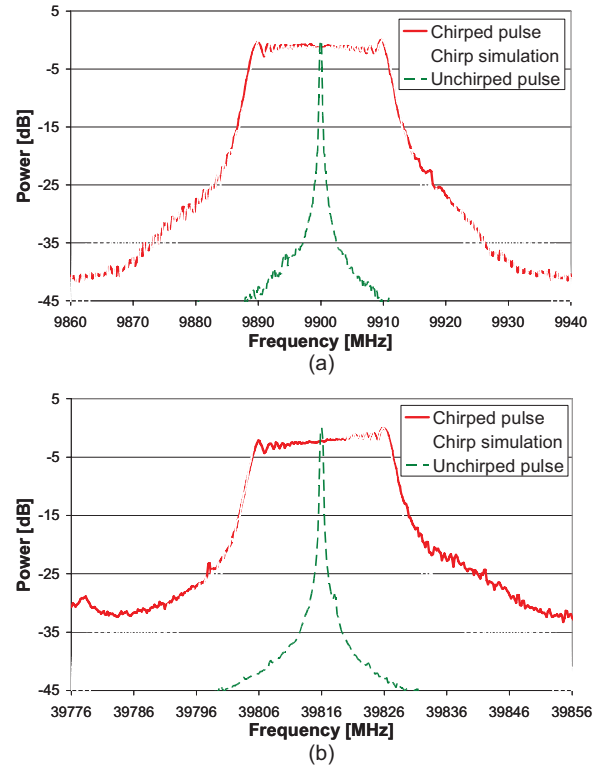 5
-5
-15
-25
-35
-45
Power [dB]
Chirped pulse
Chirp simulation
Unchirped pulse
9860 9870 9880 9890 9900 9910 9920 9930 9940
Frequency [MHz]
(a)
5
-5
-15
-25
-35
-45
Power [dB]
Chirped pulse
Chirp simulation
Unchirped pulse
39776 39786 39796 39806 39816 39826 39836 39846 39856
Frequency [MHz]
(b)